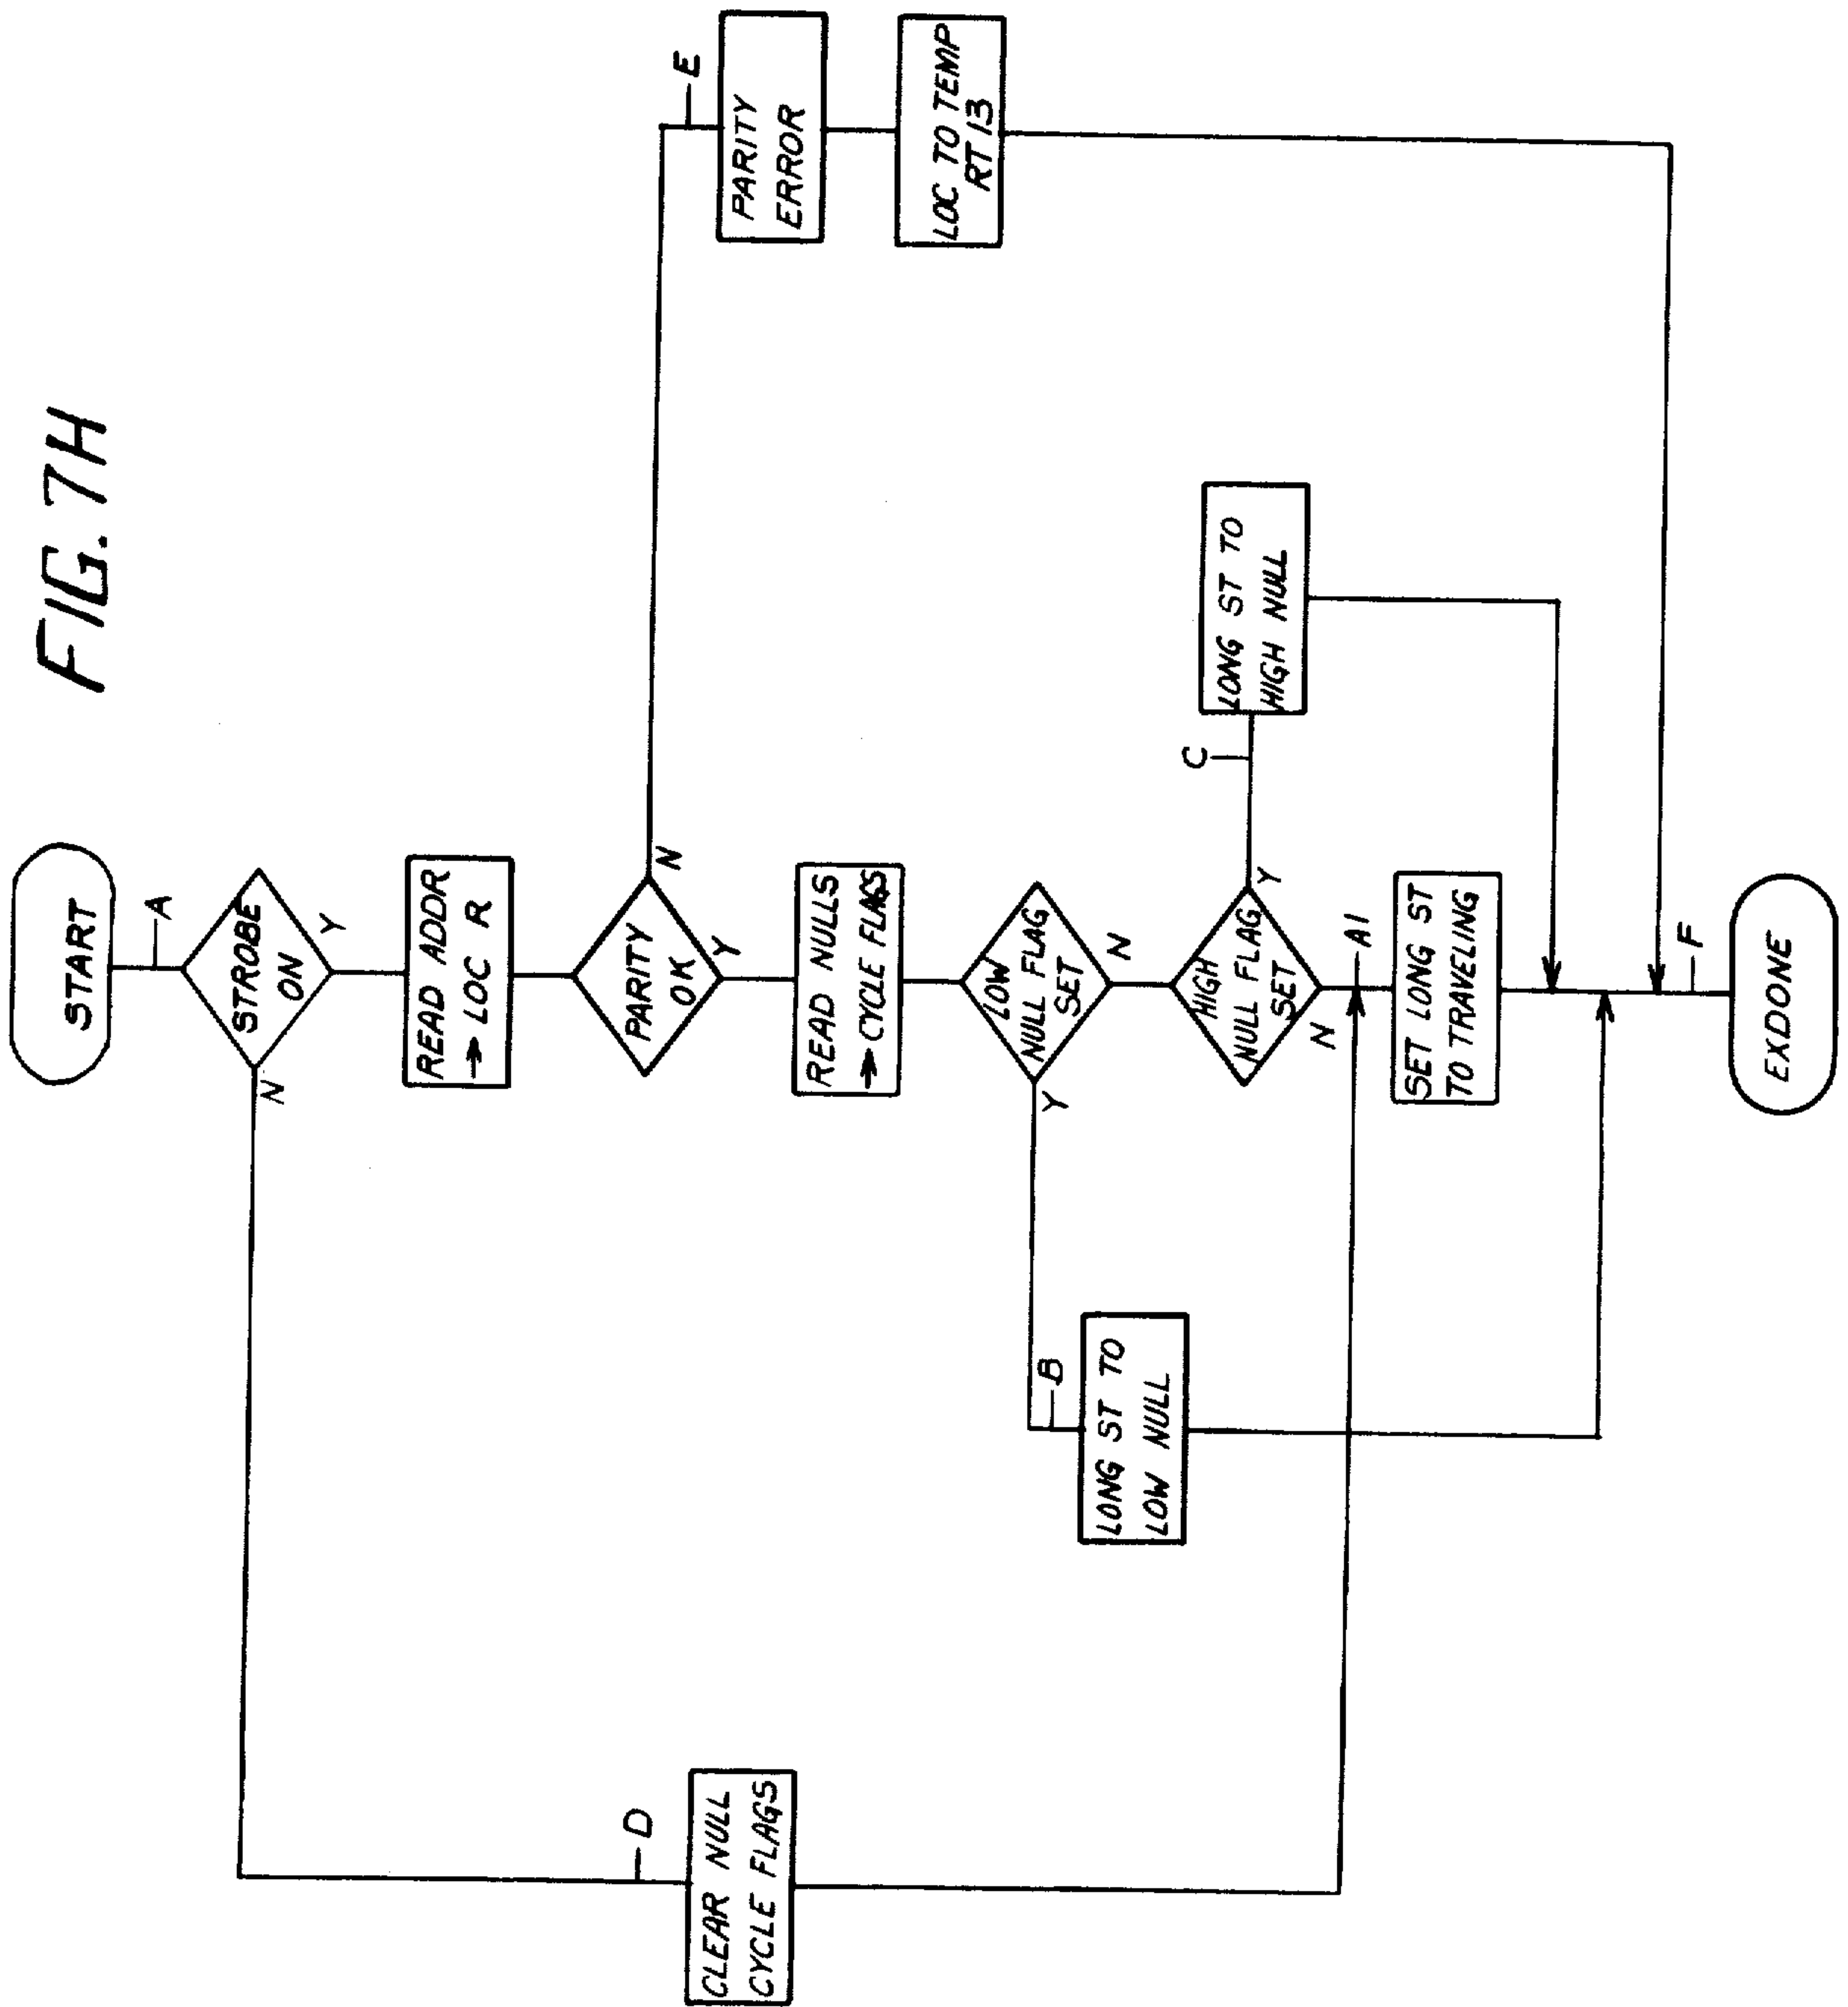 FIG. 7H
START
A
STROBE
ON
N
Y
READ ADDR
→ LOC R
PARITY
OK
N
Y
E
PARITY
ERROR
LOC TO TEMP
RT 13
D
CLEAR NULL
CYCLE FLAGS
READ NULLS
→ CYCLE FLAGS
LOW
NULL FLAG
SET
Y
N
B
LONG ST TO
LOW NULL
HIGH
NULL FLAG
SET
Y
N
C
LONG ST TO
HIGH NULL
A1
SET LONG ST
TO TRAVELING
F
EXDONE